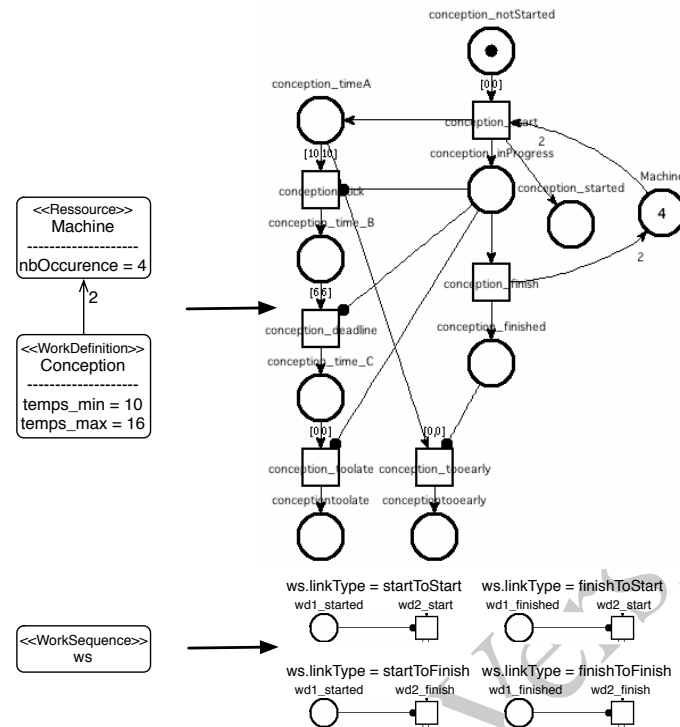 conception_notStarted
[0,0]
conception_timeA
conception_start
2
[10,10]
conception_inProgress
Machine
conception_tick
conception_started
4
<<Ressource>>
Machine
--------------------
nbOccurence = 4
conception_time_B
2
2
[6,6]
conception_finish
conception_deadline
conception_finished
<<WorkDefinition>>
Conception
--------------------
temps_min = 10
temps_max = 16
conception_time_C
[0,0]
[0,0]
conception_toolate
conception_tooearly
conceptiontoolate
conceptiontooearly
ws.linkType = startToStart
ws.linkType = finishToStart
wd1_started
wd2_start
wd1_finished
wd2_start
<<WorkSequence>>
ws
ws.linkType = startToFinish
ws.linkType = finishToFinish
wd1_started
wd2_finish
wd1_finished
wd2_finish
Vers